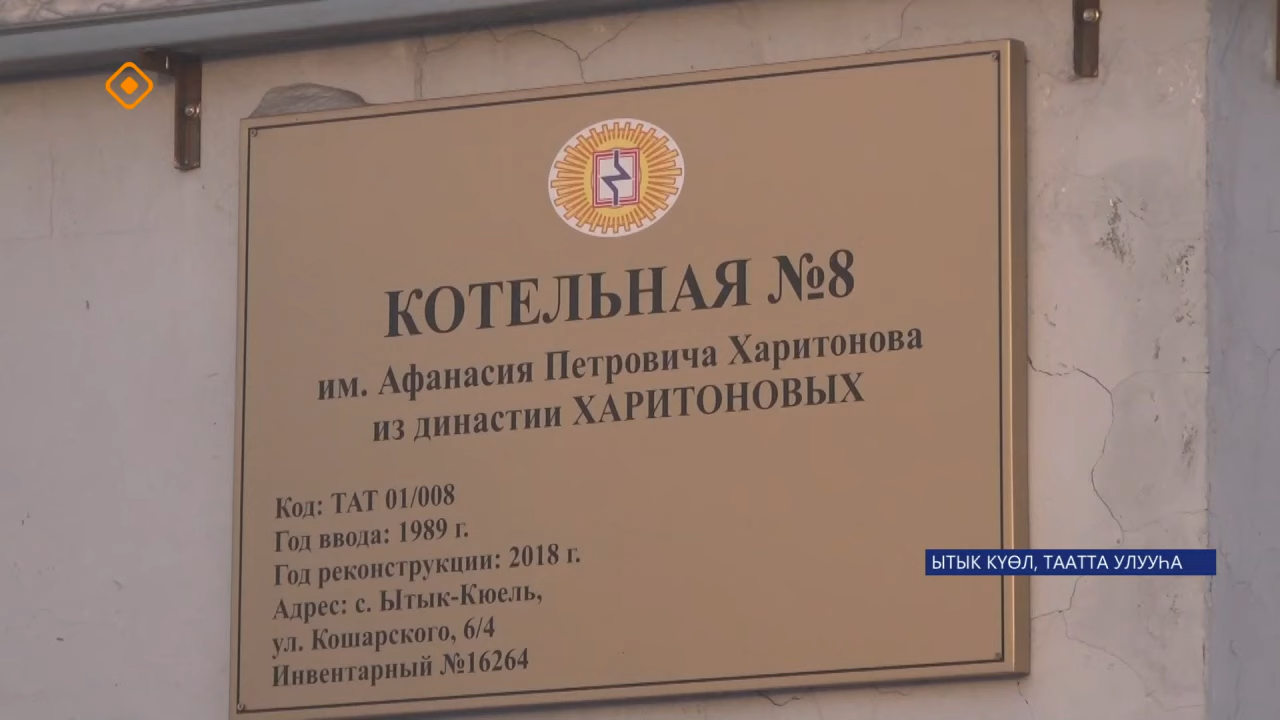 КОТЕЛЬНАЯ №8
им. Афанасия Петровича Харитонова
из династии ХАРИТОНОВЫХ
Код: ТАТ 01/008
Год ввода: 1989 г.
Год реконструкции: 2018 г.
Адрес: с. Ытык-Кюель,
ул. Кошарского, 6/4
Инвентарный №16264
ЫТЫК КҮӨЛ, ТААТТА УЛУУҺА